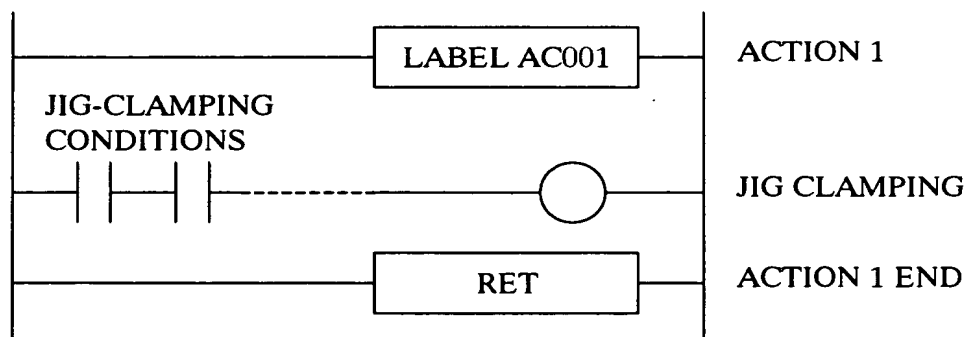 LABEL AC001
ACTION 1
JIG-CLAMPING
CONDITIONS
JIG CLAMPING
RET
ACTION 1 END